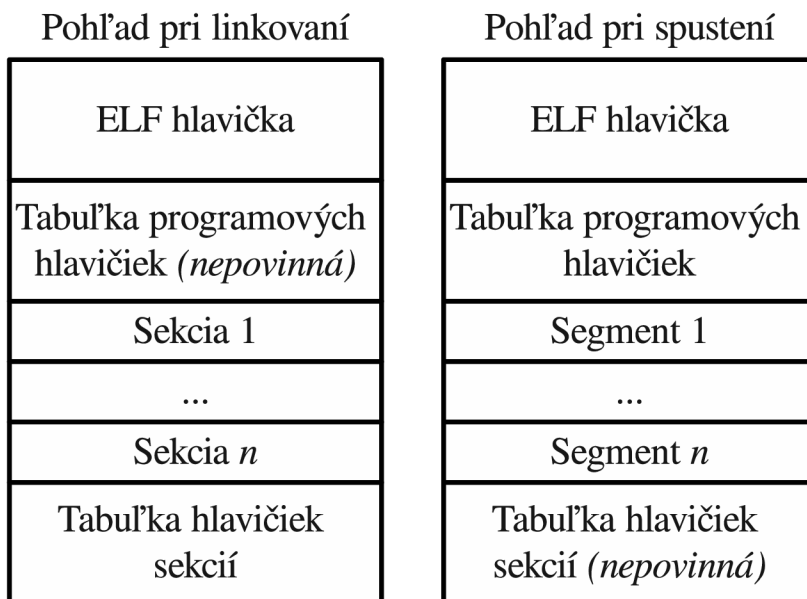 Pohľad pri linkovaní
ELF hlavička
Tabuľka programových
hlavičiek (nepovinná)
Sekcia 1
...
Sekcia n
Tabuľka hlavičiek
sekcií
Pohľad pri spustení
ELF hlavička
Tabuľka programových
hlavičiek
Segment 1
...
Segment n
Tabuľka hlavičiek
sekcií (nepovinná)